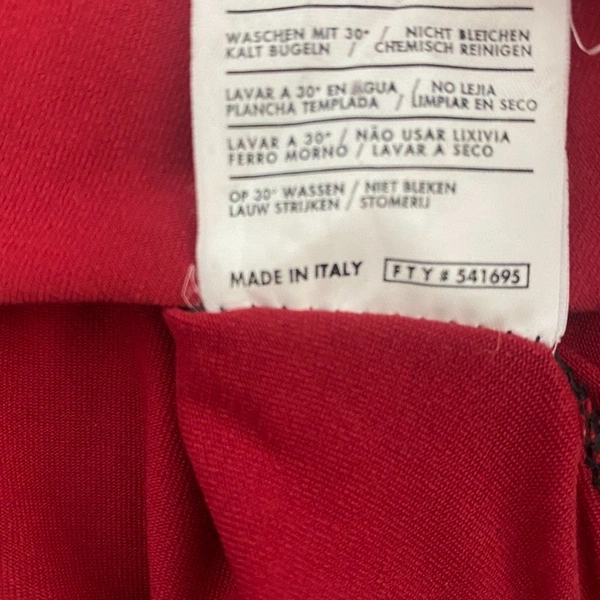 WASCHEN MIT 30° / NICHT BLEICHEN
KALT BÜGELN / CHEMISCH REINIGEN
LAVAR A 30° EN AGUA / NO LEJIA
PLANCHA TEMPLADA / LIMPIAR EN SECO
LAVAR A 30° / NÃO USAR LIXIVIA
FERRO MORNO / LAVAR A SECO
OP 30° WASSEN / NIET BLEKEN
LAUW STRIJKEN / STOMERIJ
MADE IN ITALY
FTY # 541695